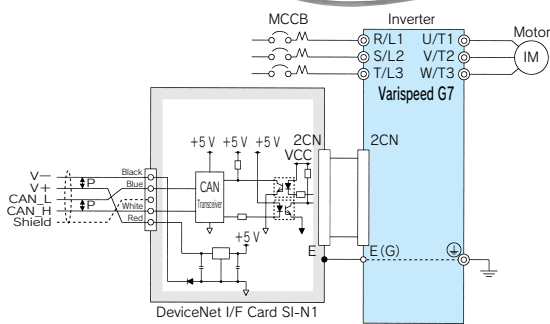 MCCB
Inverter
Motor
R/L1 U/T1
S/L2 V/T2
T/L3 W/T3
IM
Varispeed G7
+5 V +5 V +5 V
2CN
2CN
VCC
V−
V+
CAN_L
CAN_H
Shield
P
P
Black
Blue
White
Red
CAN
Transceiver
+5 V
E
E(G)
DeviceNet I/F Card SI-N1